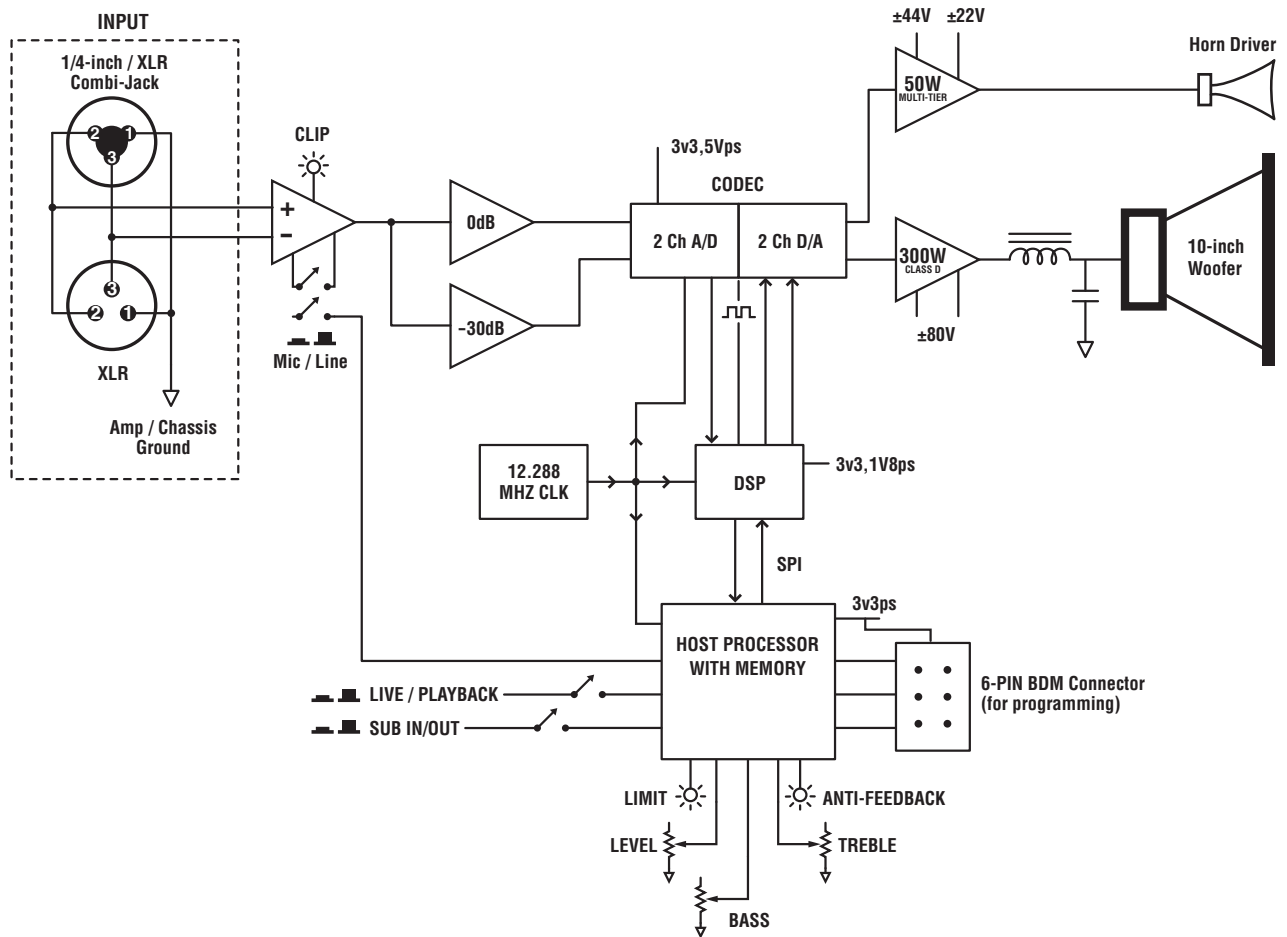 INPUT
1/4-inch / XLR
Combi-Jack
2
1
3
3
2
1
XLR
Amp / Chassis
Ground
CLIP
+
−
Mic / Line
0dB
-30dB
3v3,5Vps
CODEC
2 Ch A/D
2 Ch D/A
±44V
±22V
50W
MULTI-TIER
Horn Driver
300W
CLASS D
±80V
10-inch
Woofer
12.288
MHZ CLK
DSP
3v3,1V8ps
SPI
3v3ps
HOST PROCESSOR
WITH MEMORY
6-PIN BDM Connector
(for programming)
LIVE / PLAYBACK
SUB IN/OUT
LIMIT
ANTI-FEEDBACK
LEVEL
TREBLE
BASS